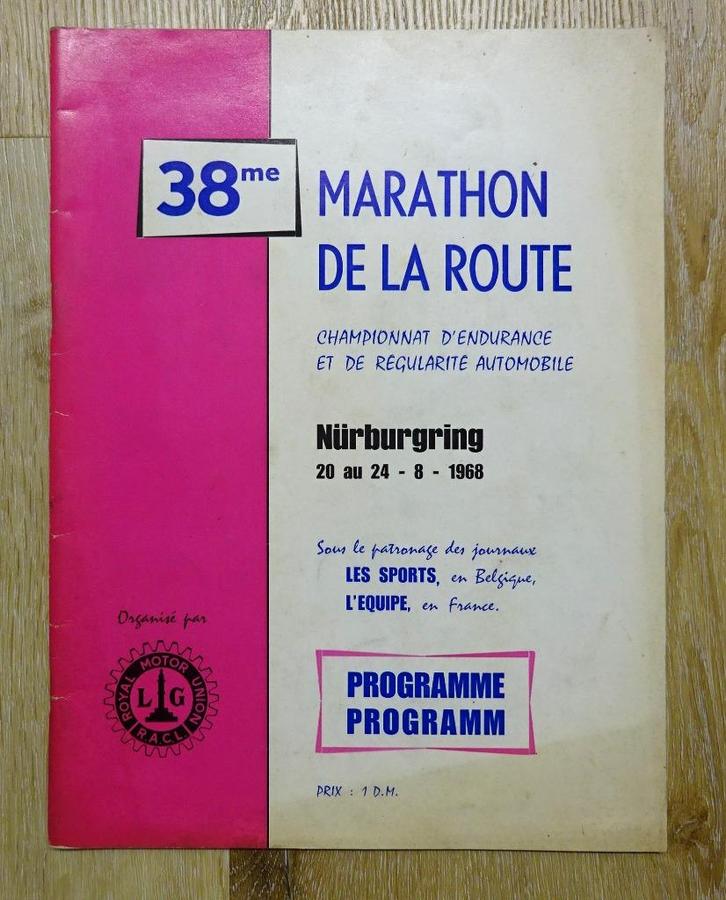 38me
MARATHON
DE LA ROUTE
CHAMPIONNAT D'ENDURANCE
ET DE REGULARITE AUTOMOBILE
Nürburgring
20 au 24 - 8 - 1968
Sous le patronage des journaux
LES SPORTS, en Belgique,
L'EQUIPE, en France.
Organisé par
ROYAL MOTOR UNION
L G
R.A.C.L.
PROGRAMME
PROGRAMM
PRIX : 1 D.M.